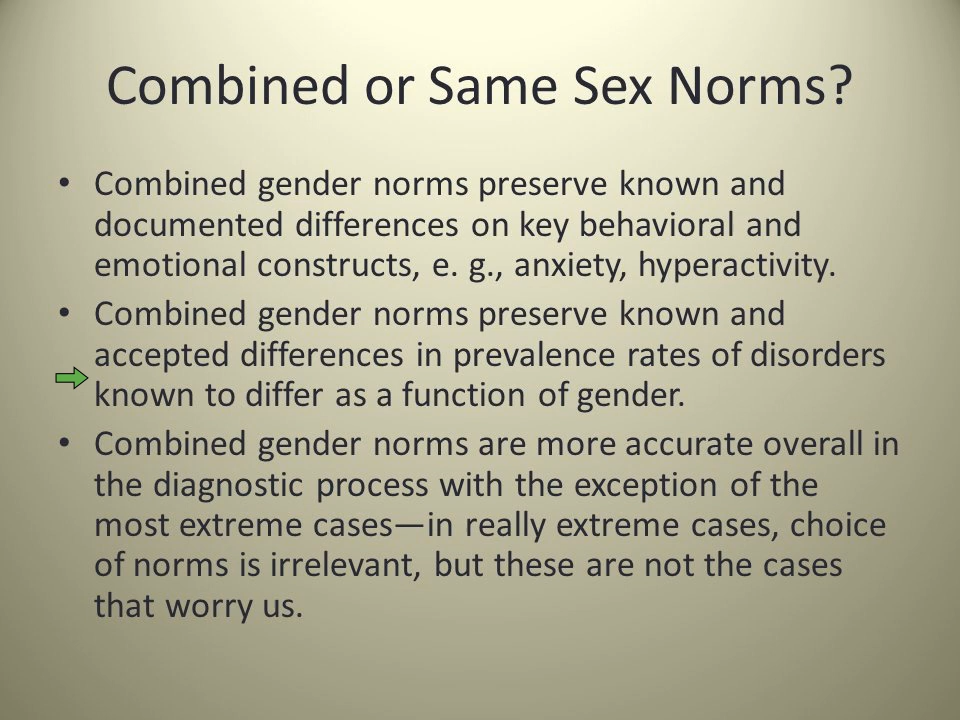 Combined or Same Sex Norms?
• Combined gender norms preserve known and
documented differences on key behavioral and
emotional constructs, e. g., anxiety, hyperactivity.
• Combined gender norms preserve known and
accepted differences in prevalence rates of disorders
known to differ as a function of gender.
• Combined gender norms are more accurate overall in
the diagnostic process with the exception of the
most extreme cases—in really extreme cases, choice
of norms is irrelevant, but these are not the cases
that worry us.